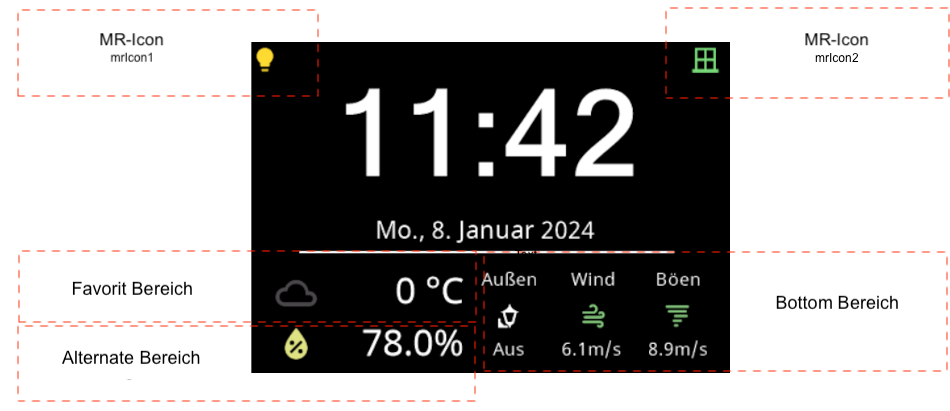 MR-Icon
mrIcon1
MR-Icon
mrIcon2
11:42
Mo., 8. Januar 2024
Favorit Bereich
0 °C
Außen Wind Böen
Bottom Bereich
Alternate Bereich
78.0%
Aus 6.1m/s 8.9m/s